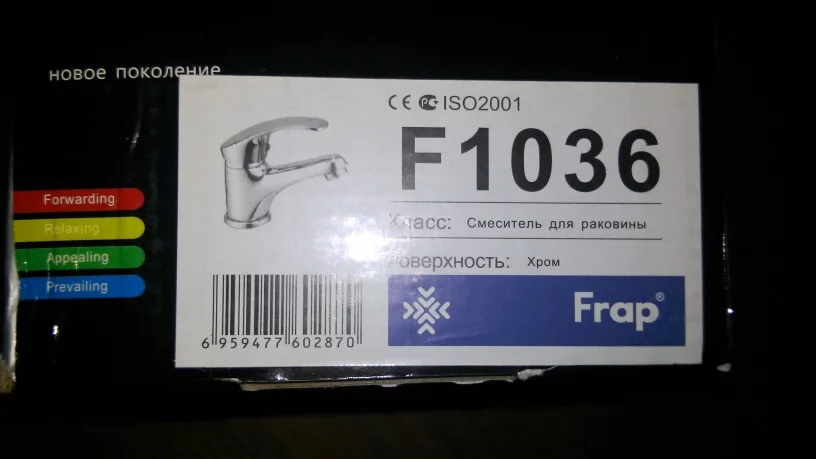 новое поколение
Forwarding
Relaxing
Appealing
Prevailing
CE PC ISO2001
F1036
Класс: Смеситель для раковины
поверхность: Хром
Frap®
6 959477 602870